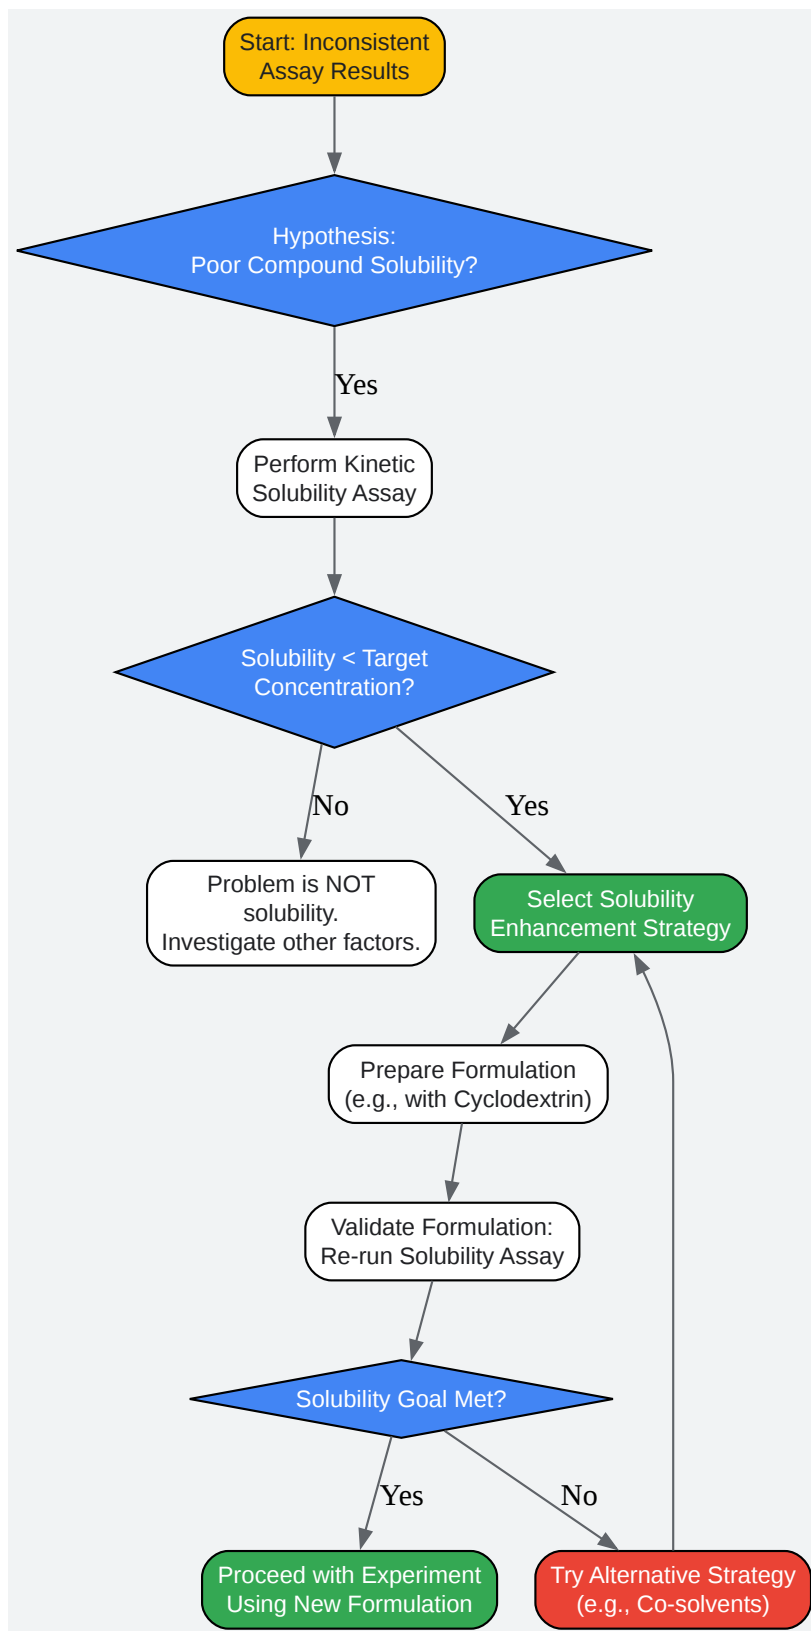 Start: Inconsistent
Assay Results
Hypothesis:
Poor Compound Solubility?
Yes
Perform Kinetic
Solubility Assay
Solubility < Target
Concentration?
No
Yes
Problem is NOT
solubility.
Investigate other factors.
Select Solubility
Enhancement Strategy
Prepare Formulation
(e.g., with Cyclodextrin)
Validate Formulation:
Re-run Solubility Assay
Solubility Goal Met?
Yes
No
Proceed with Experiment
Using New Formulation
Try Alternative Strategy
(e.g., Co-solvents)